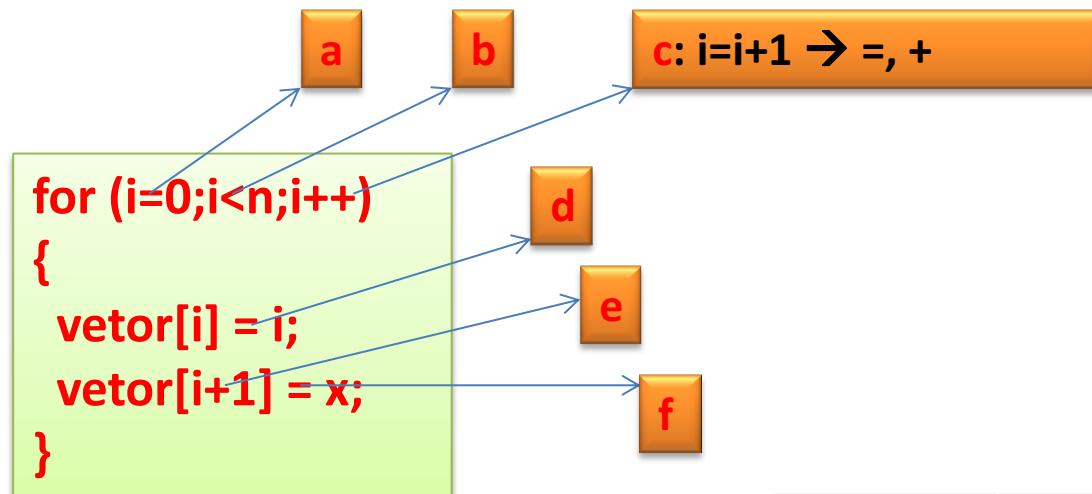 a
b
c: i=i+1 → =, +
for (i=0;i<n;i++)
{
vetor[i] = i;
vetor[i+1] = x;
}
d
e
f